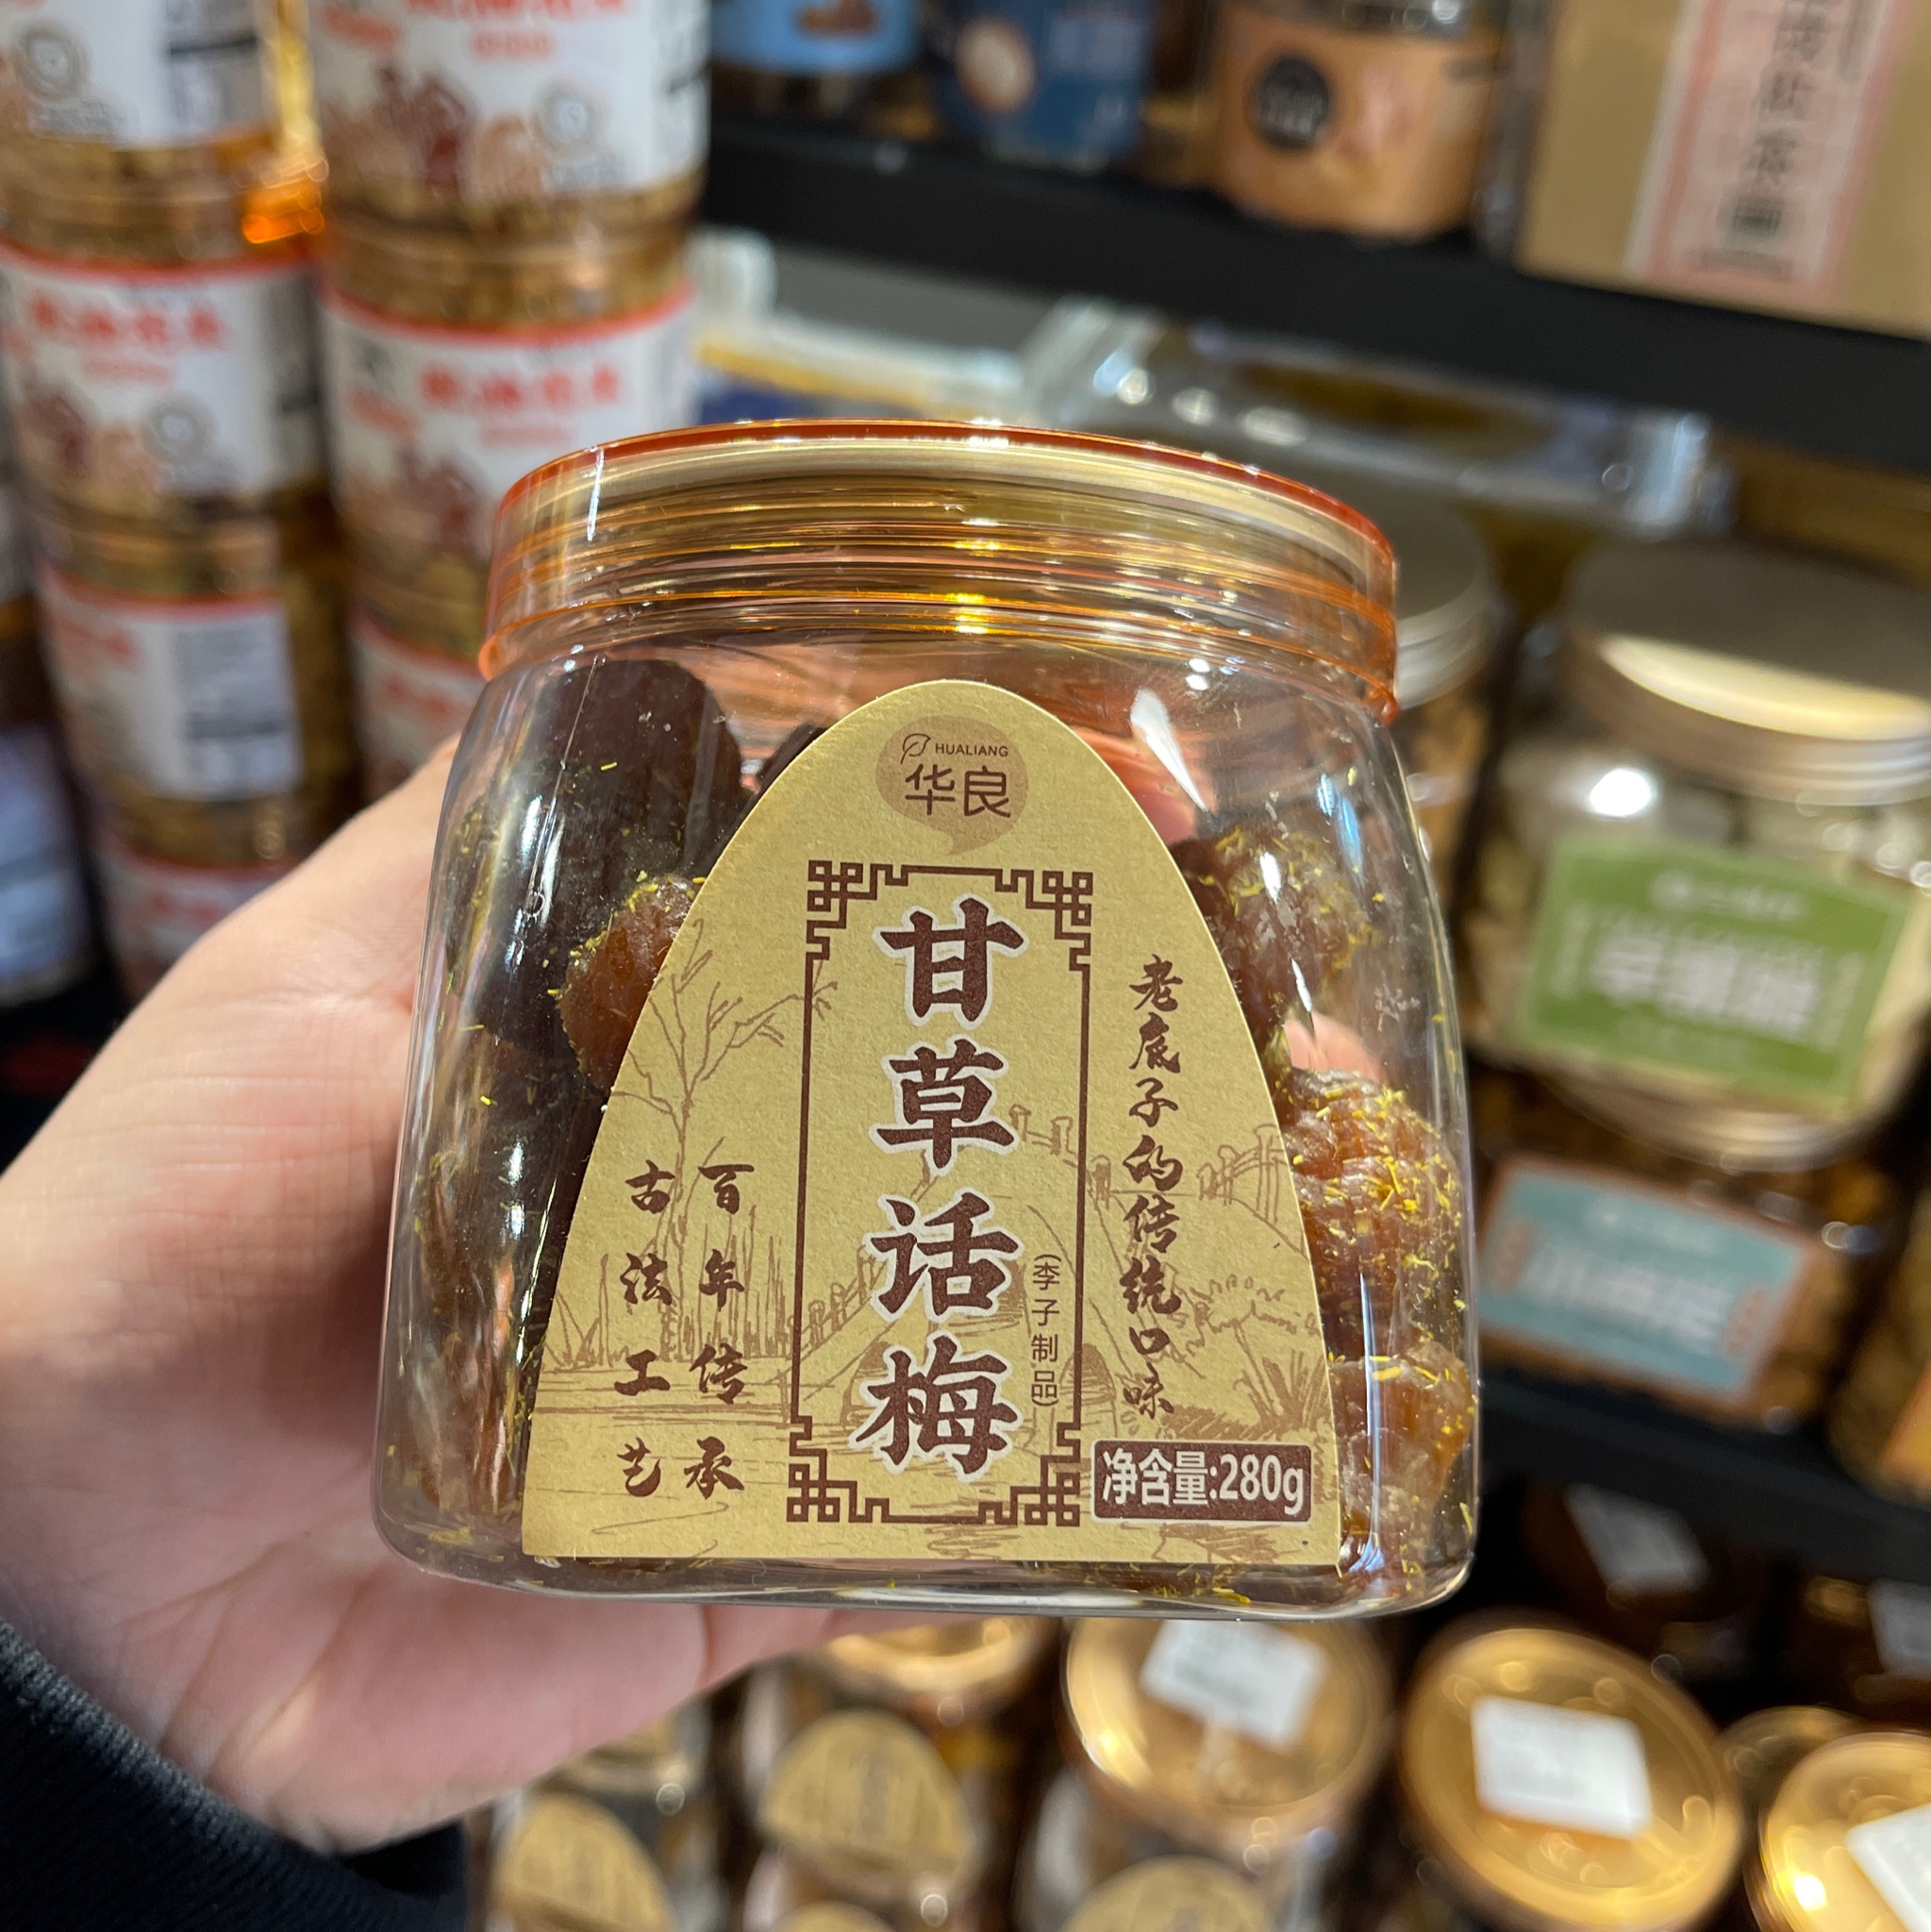 HUALIANG
华良
甘草话梅
(李子制品)
老底子的传统口味
百年传承
古法工艺
净含量:280g